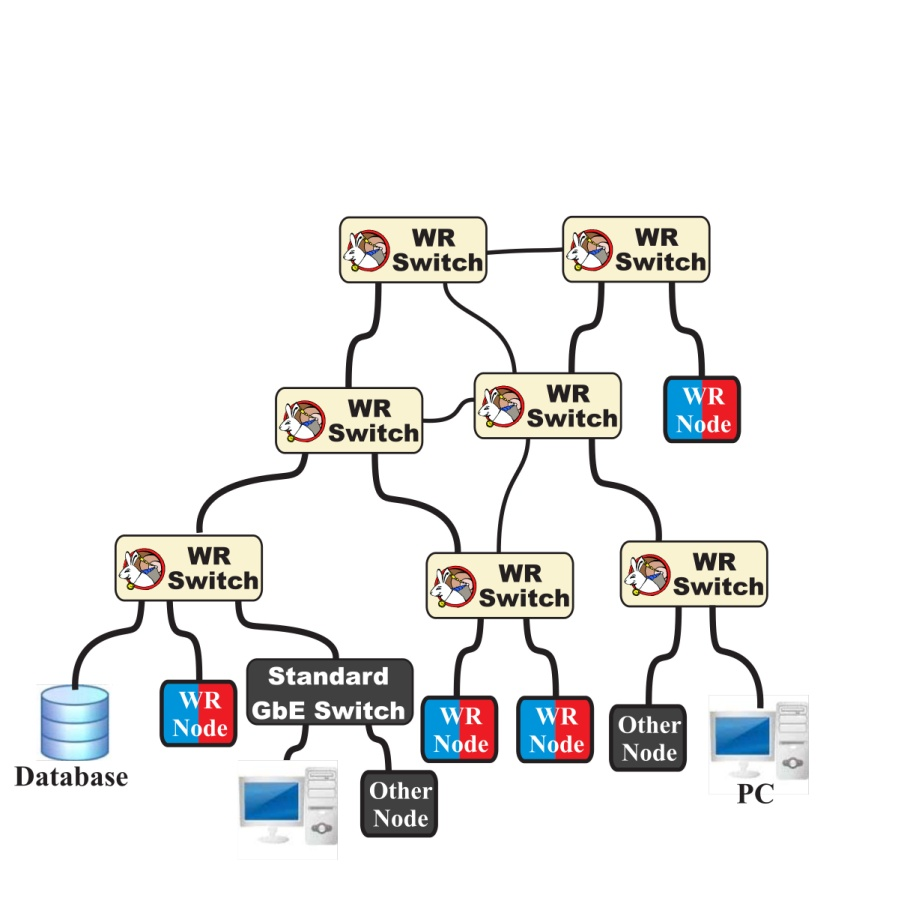 WR
Switch
WR
Switch
WR
Switch
WR
Switch
WR
Node
WR
Switch
WR
Switch
WR
Switch
Database
WR
Node
Standard
GbE Switch
WR
Node
WR
Node
Other
Node
PC
Other
Node